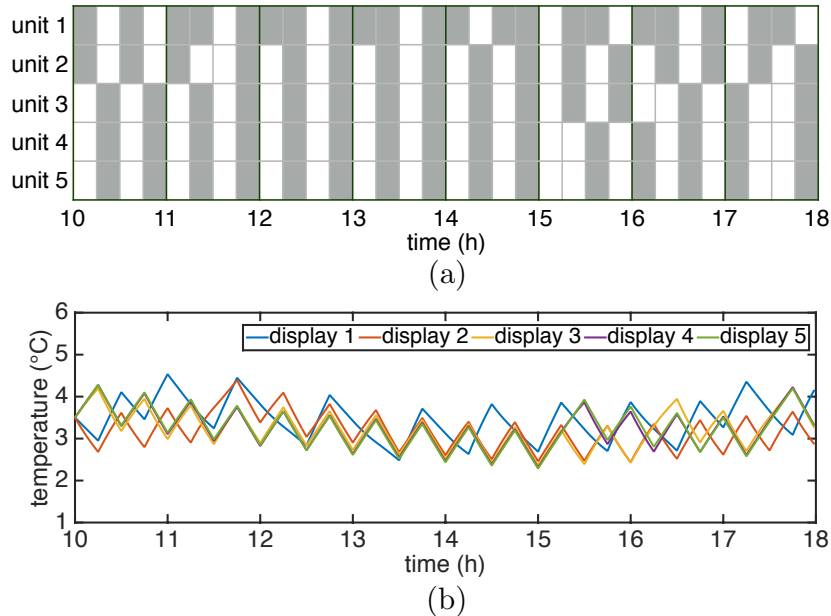 unit 1
unit 2
unit 3
unit 4
unit 5
10 11 12 13 14 15 16 17 18
time (h)
(a)
6
5
4
3
2
1
temperature (°C)
display 1 display 2 display 3 display 4 display 5
10 11 12 13 14 15 16 17 18
time (h)
(b)